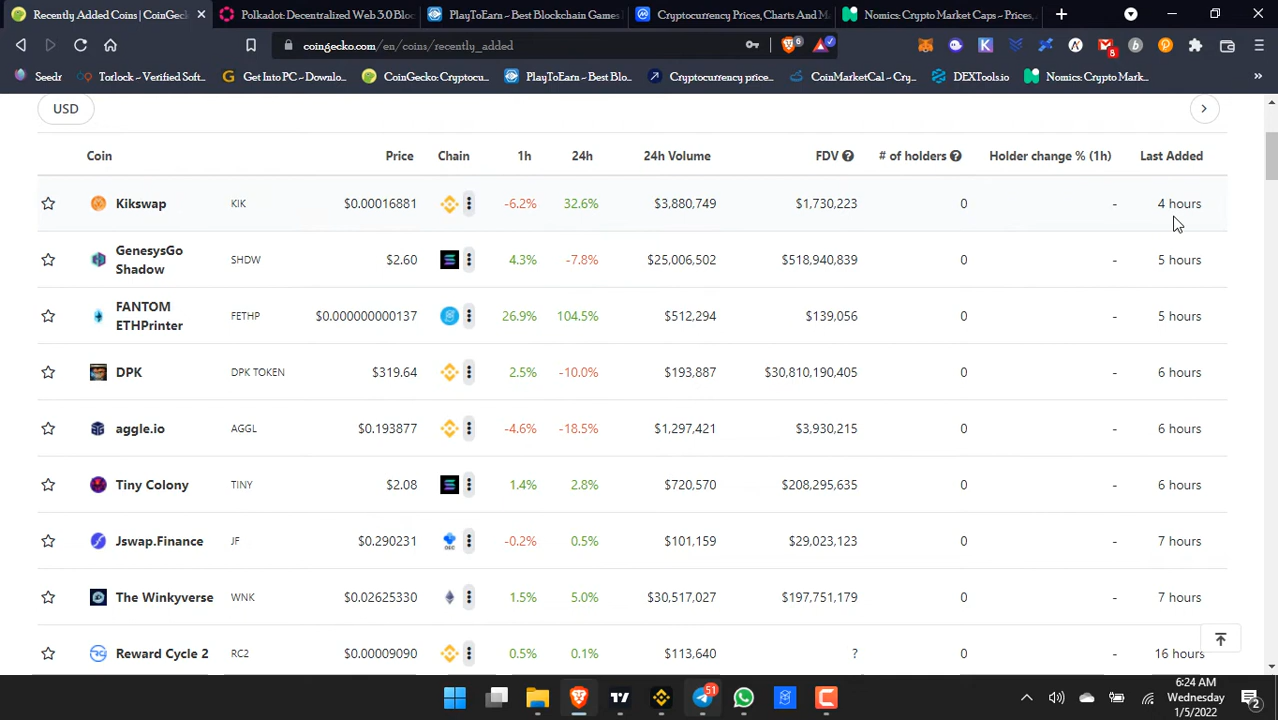 Recently Added Coins | CoinGec
Polkadot: Decentralized Web 3.0 Bloc
PlayToEarn – Best Blockchain Games
Cryptocurrency Prices, Charts And M
Nomics: Crypto Market Caps - Prices,
coingecko.com/en/coins/recently_added
6
8
Seedr
Torlock – Verified Soft...
Get Into PC – Downlo...
CoinGecko: Cryptocu...
PlayToEarn – Best Blo...
Cryptocurrency price...
CoinMarketCal – Cry...
DEXTools.io
Nomics: Crypto Mark...
USD
Coin Price Chain 1h 24h 24h Volume FDV # of holders Holder change % (1h) Last Added
Kikswap KIK $0.00016881 -6.2% 32.6% $3,880,749 $1,730,223 0 - 4 hours
GenesysGo
Shadow
SHDW $2.60 4.3% -7.8% $25,006,502 $518,940,839 0 - 5 hours
FANTOM
ETHPrinter
FETHP $0.000000000137 26.9% 104.5% $512,294 $139,056 0 - 5 hours
DPK DPK TOKEN $319.64 2.5% -10.0% $193,887 $30,810,190,405 0 - 6 hours
aggle.io AGGL $0.193877 -4.6% -18.5% $1,297,421 $3,930,215 0 - 6 hours
Tiny Colony TINY $2.08 1.4% 2.8% $720,570 $208,295,635 0 - 6 hours
Jswap.Finance JF $0.290231 -0.2% 0.5% $101,159 $29,023,123 0 - 7 hours
The Winkyverse WNK $0.02625330 1.5% 5.0% $30,517,027 $197,751,179 0 - 7 hours
Reward Cycle 2 RC2 $0.00009090 0.5% 0.1% $113,640 ? 0 - 16 hours
51
6:24 AM
Wednesday
1/5/2022
2